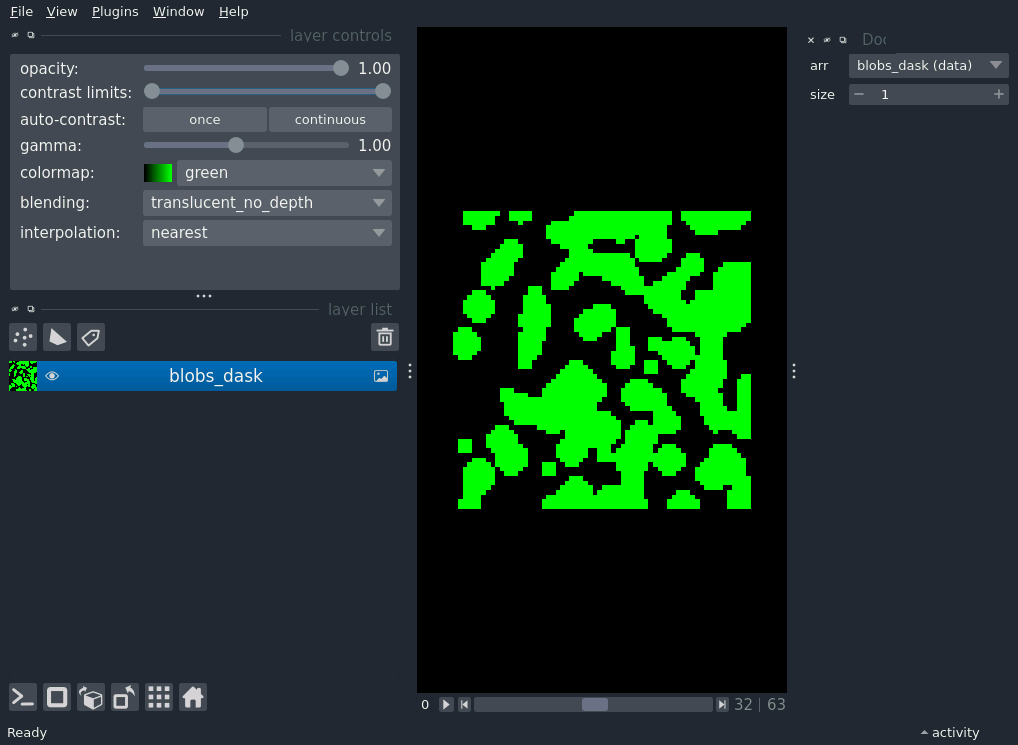 File View Plugins Window Help
layer controls
opacity: 1.00
contrast limits:
auto-contrast: once continuous
gamma: 1.00
colormap: green
blending: translucent_no_depth
interpolation: nearest
layer list
blobs_dask
arr blobs_dask (data)
size 1
0 32 | 63
Ready
activity